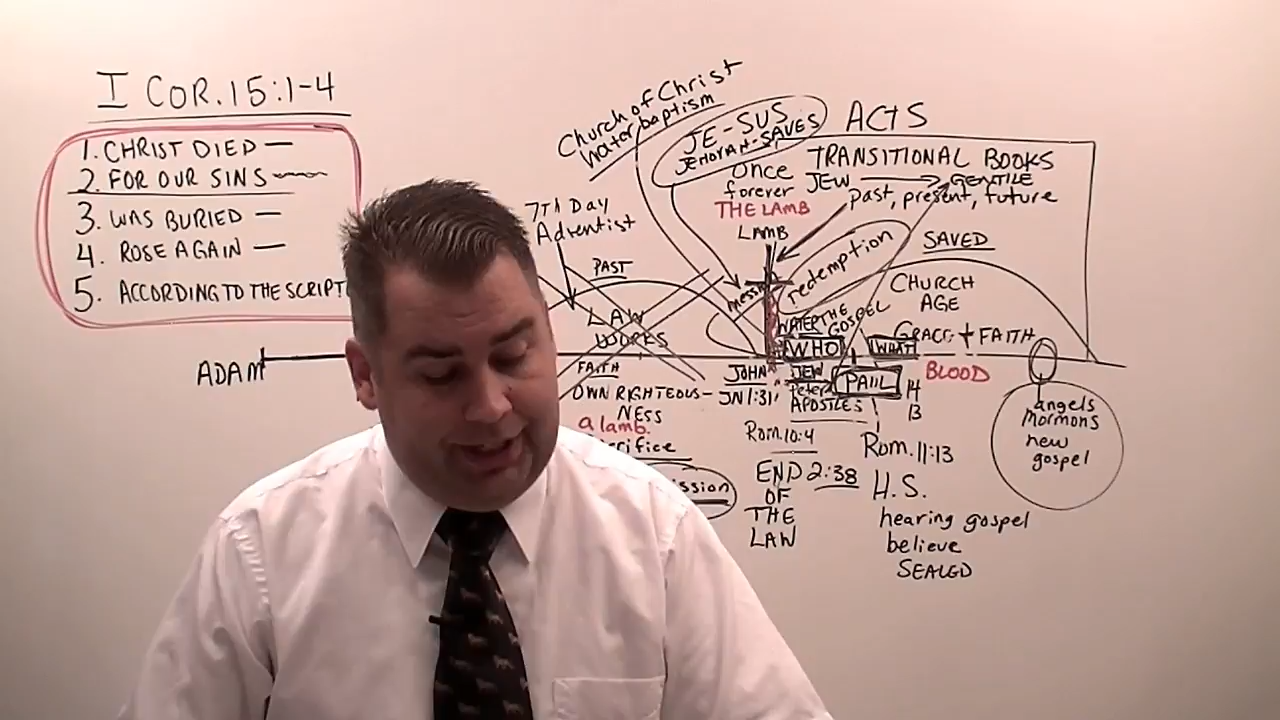 I COR. 15:1-4
1. CHRIST DIED —
2. FOR OUR SINS
3. WAS BURIED —
4. ROSE AGAIN —
5. ACCORDING TO THE SCRIPT
ADAM
Church of Christ
water baptism
7TH Day
Adventist
PAST
LAW
WORKS
FAITH
OWN RIGHTEOUS-
NESS
a lamb.
JE-SUS
JEHOVAH-SAVES
Once
forever
THE LAMB
LAMB
ACTS
TRANSITIONAL BOOKS
JEW GENTILE
Past, present, future
redemption
SAVED
CHURCH
AGE
WATER THE
GOSPEL
WHO
WHAT
GRACE + FAITH
JOHN
JN 1:31
JEW
Peter
APOSTLES
PAUL
14
13
BLOOD
Rom. 10:4
END 2:38
OF
THE
LAW
Rom. 11:13
H.S.
hearing gospel
believe
SEALED
angels
Mormons
new
gospel